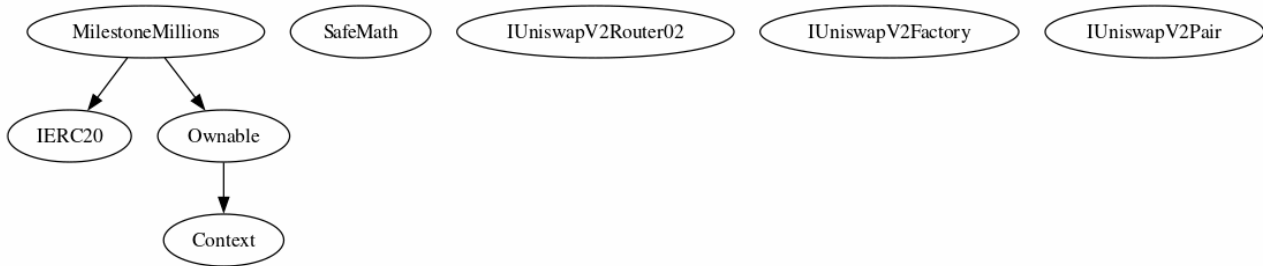 MilestoneMillions
SafeMath
IUniswapV2Router02
IUniswapV2Factory
IUniswapV2Pair
IERC20
Ownable
Context